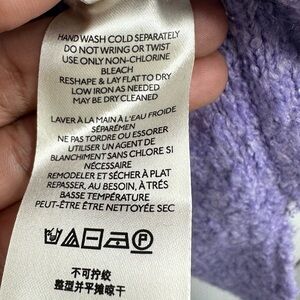 HAND WASH COLD SEPARATELY
DO NOT WRING OR TWIST
USE ONLY NON-CHLORINE
BLEACH
RESHAPE & LAY FLAT TO DRY
LOW IRON AS NEEDED
MAY BE DRY CLEANED
LAVER À LA MAIN À L'EAU FROIDE
SÉPARÉMEN
NE PAS TORDRE OU ESSORER
UTILISER UN AGENT DE
BLANCHIMENT SANS CHLORE SI
NÉCESSAIRE
REMODELER ET SÉCHER À PLAT
REPASSER, AU BESOIN, À TRÈS
BASSE TEMPÉRATURE
PEUT-ÊTRE ÊTRE NETTOYÉE SEC
P
不可拧绞
整型并平摊晾干